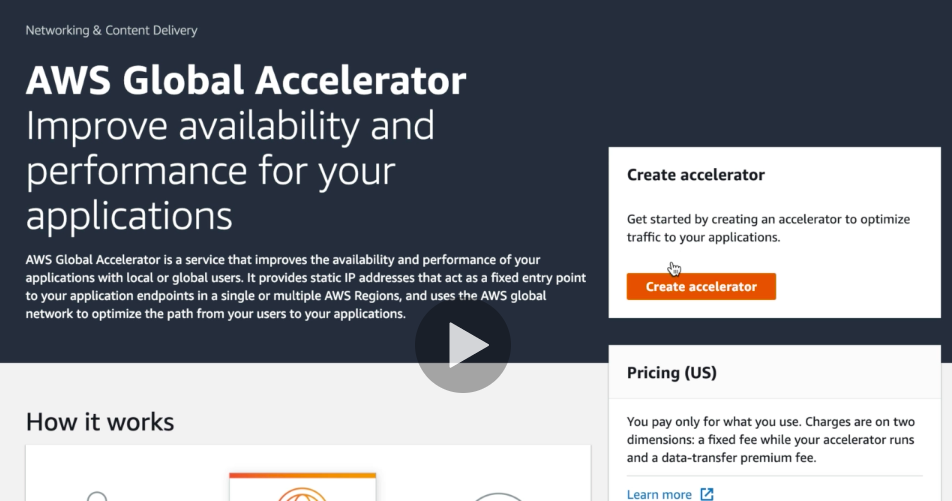 Networking & Content Delivery
AWS Global Accelerator
Improve availability and
performance for your
applications
AWS Global Accelerator is a service that improves the availability and performance of your
applications with local or global users. It provides static IP addresses that act as a fixed entry point
to your application endpoints in a single or multiple AWS Regions, and uses the AWS global
network to optimize the path from your users to your applications.
Create accelerator
Get started by creating an accelerator to optimize
traffic to your applications.
Create accelerator
Pricing (US)
You pay only for what you use. Charges are on two
dimensions: a fixed fee while your accelerator runs
and a data-transfer premium fee.
Learn more
How it works